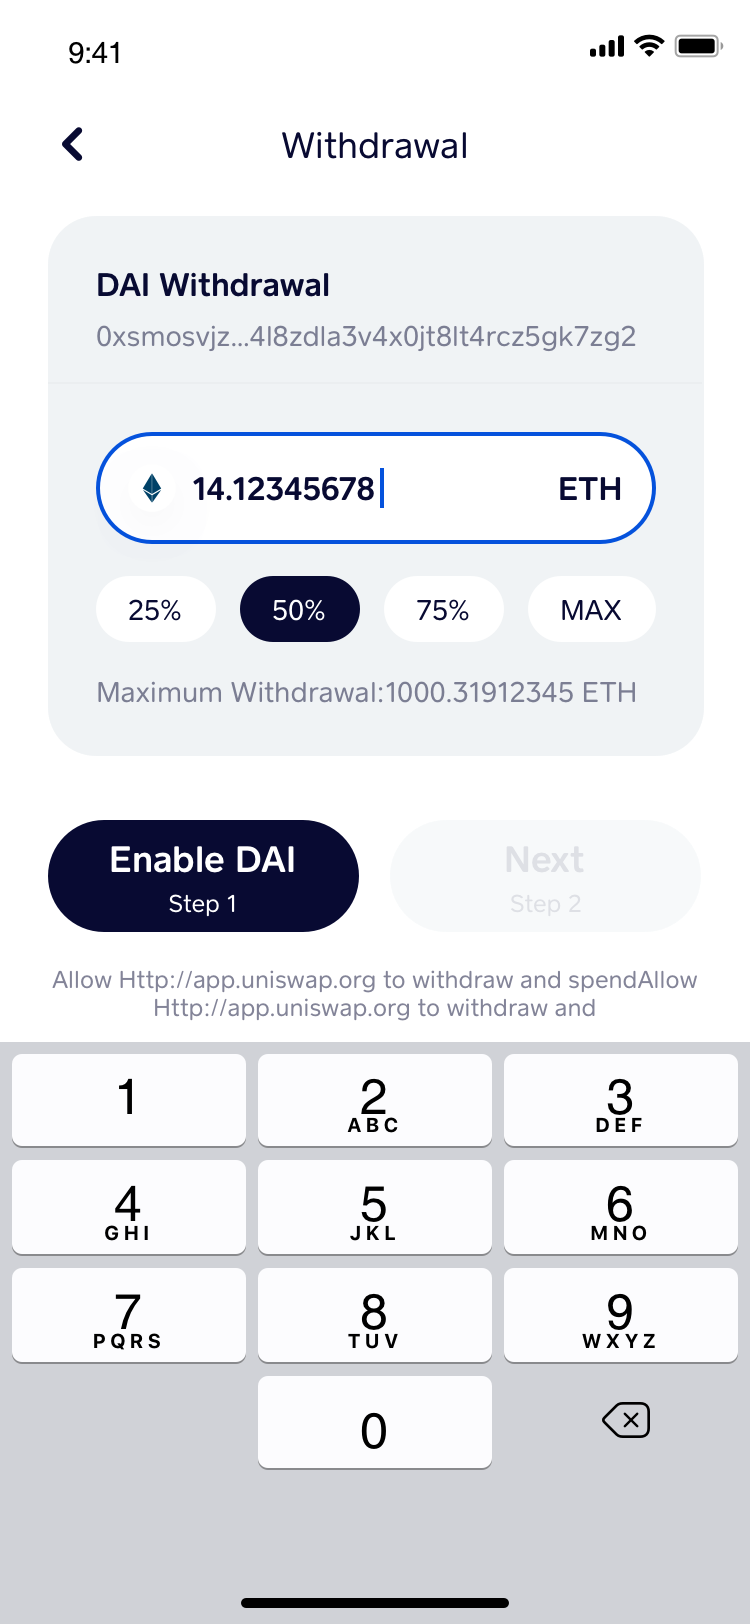 9:41
Withdrawal
DAI Withdrawal
0xsmosvjz...4l8zdla3v4x0jt8lt4rcz5gk7zg2
14.12345678 ETH
25% 50% 75% MAX
Maximum Withdrawal:1000.31912345 ETH
Enable DAI Next
Step 1 Step 2
Allow Http://app.uniswap.org to withdraw and spendAllow
Http://app.uniswap.org to withdraw and
1 2 3
ABC DEF
4 5 6
GHI JKL MNO
7 8 9
PQRS TUV WXYZ
0